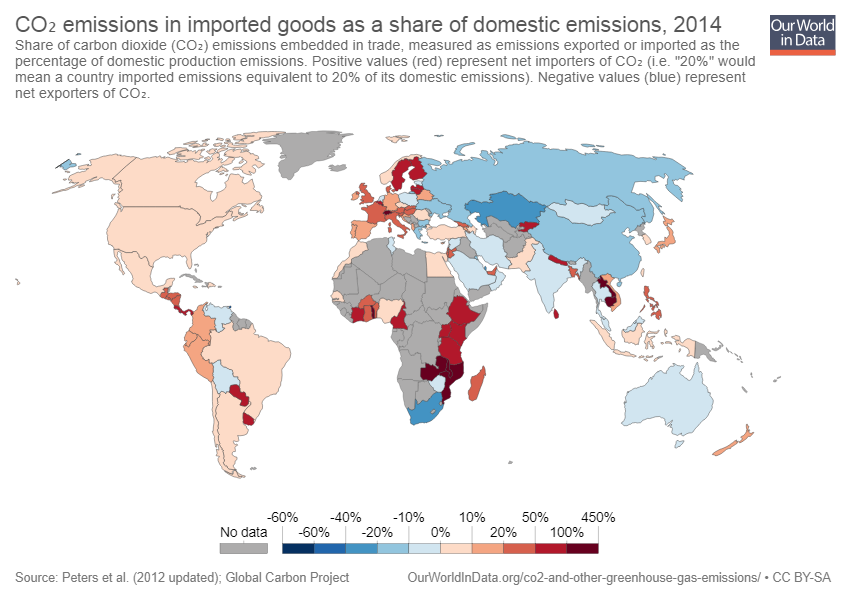 CO₂ emissions in imported goods as a share of domestic emissions, 2014
Our World
in Data
Share of carbon dioxide (CO₂) emissions embedded in trade, measured as emissions exported or imported as the
percentage of domestic production emissions. Positive values (red) represent net importers of CO₂ (i.e. "20%" would
mean a country imported emissions equivalent to 20% of its domestic emissions). Negative values (blue) represent
net exporters of CO₂.
-60% -40% -10% 10% 50% 450%
No data -60% -20% 0% 20% 100%
Source: Peters et al. (2012 updated); Global Carbon Project
OurWorldInData.org/co2-and-other-greenhouse-gas-emissions/ • CC BY-SA